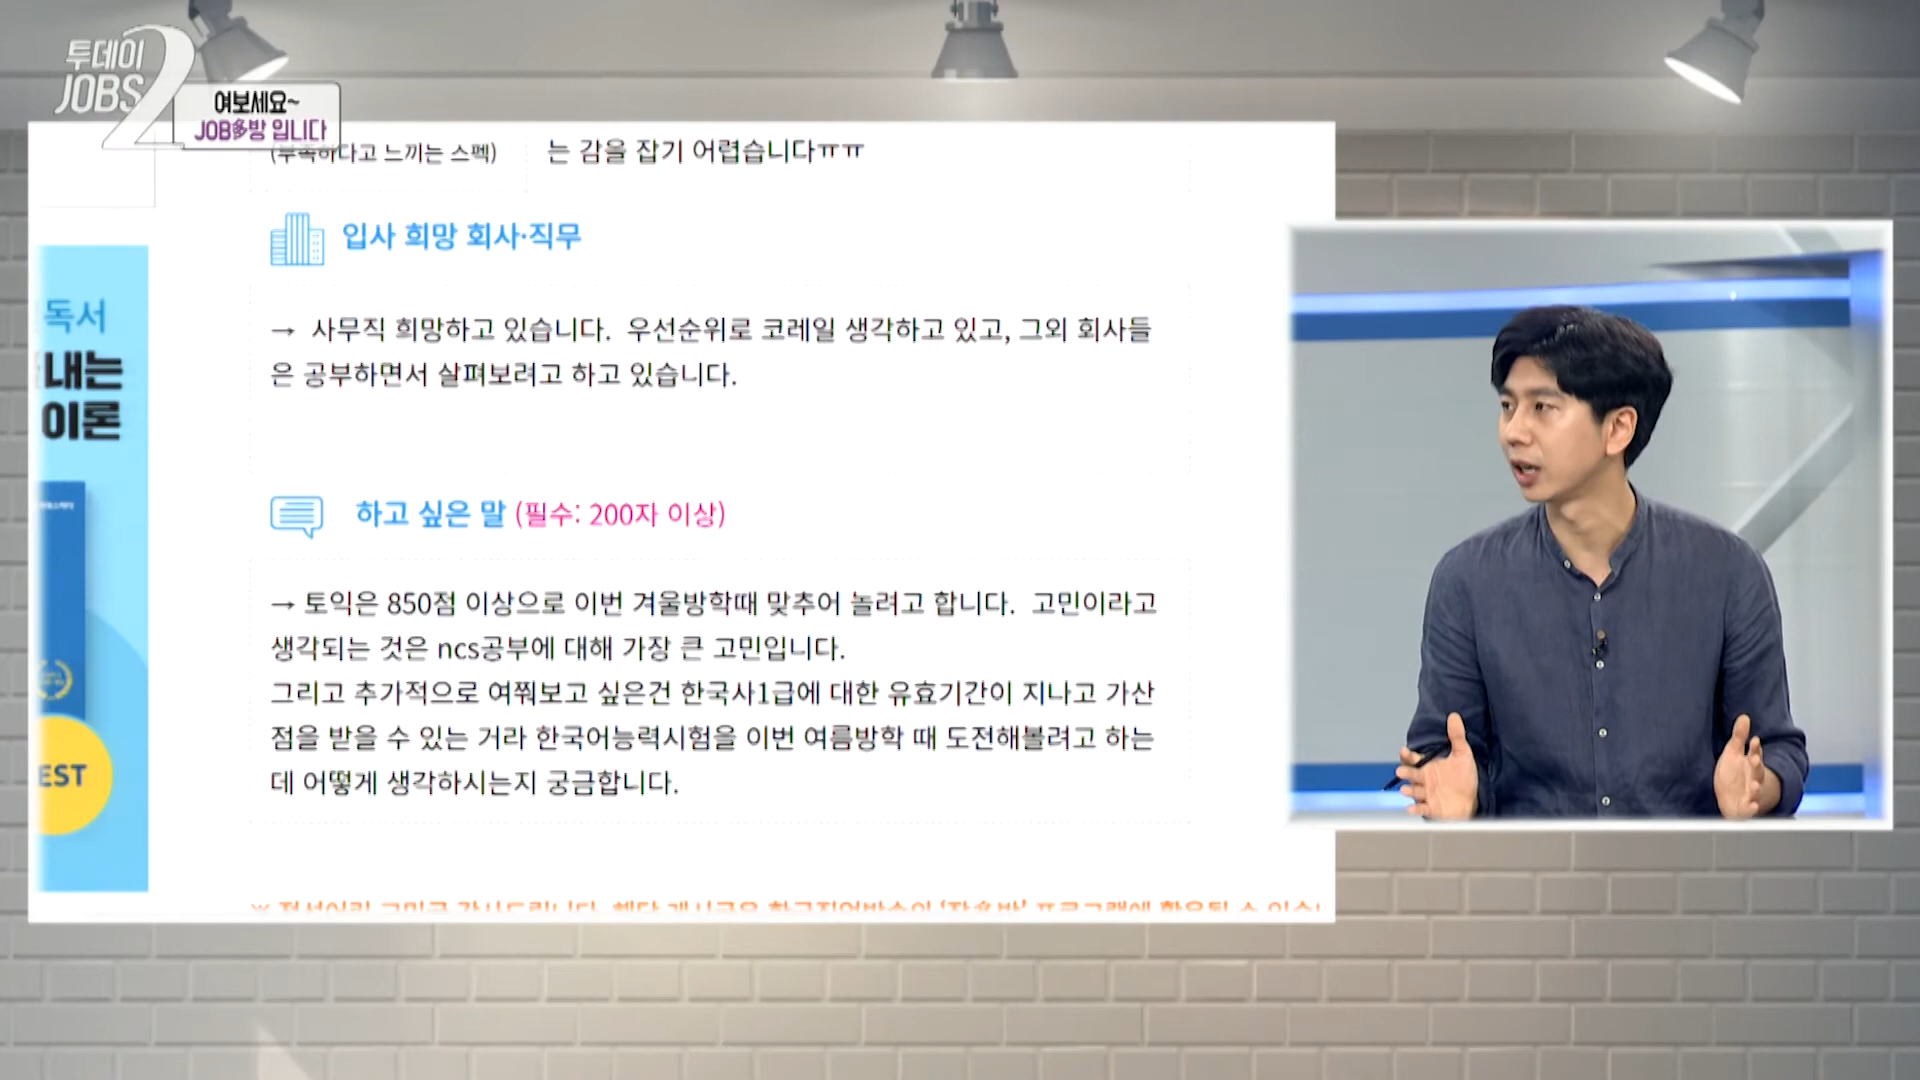 투데이
JOBS 2
여보세요~
JOB多방 입니다
(부족하다고 느끼는 스펙)
는 감을 잡기 어렵습니다ㅠㅠ
입사 희망 회사·직무
→ 사무직 희망하고 있습니다. 우선순위로 코레일 생각하고 있고, 그외 회사들
은 공부하면서 살펴보려고 하고 있습니다.
하고 싶은 말 (필수: 200자 이상)
→ 토익은 850점 이상으로 이번 겨울방학때 맞추어 놀려고 합니다. 고민이라고
생각되는 것은 ncs공부에 대해 가장 큰 고민입니다.
그리고 추가적으로 여쭤보고 싶은건 한국사1급에 대한 유효기간이 지나고 가산
점을 받을 수 있는 거라 한국어능력시험을 이번 여름방학 때 도전해볼려고 하는
데 어떻게 생각하시는지 궁금합니다.
독서
내는
이론
EST